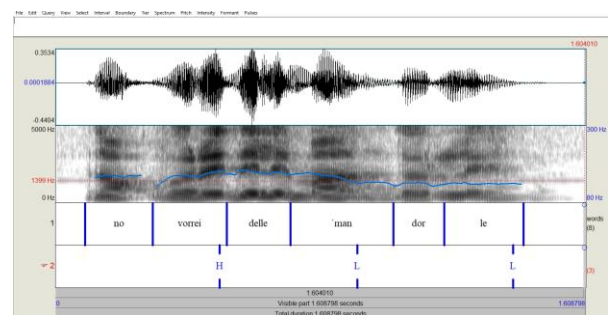 File Edit Query View Select Interval Boundary Tier Spectrum Pitch Intensity Formant Pulses
1.604010
0.3534
0.0001884
-0.4404
5000 Hz
300 Hz
1399 Hz
0 Hz
80 Hz
1
no
vorrei
delle
'man
dor
le
words
(8)
2
H
L
L
(3)
1.604010
0
Visible part 1.608798 seconds
1.608798
Total duration 1.608798 seconds